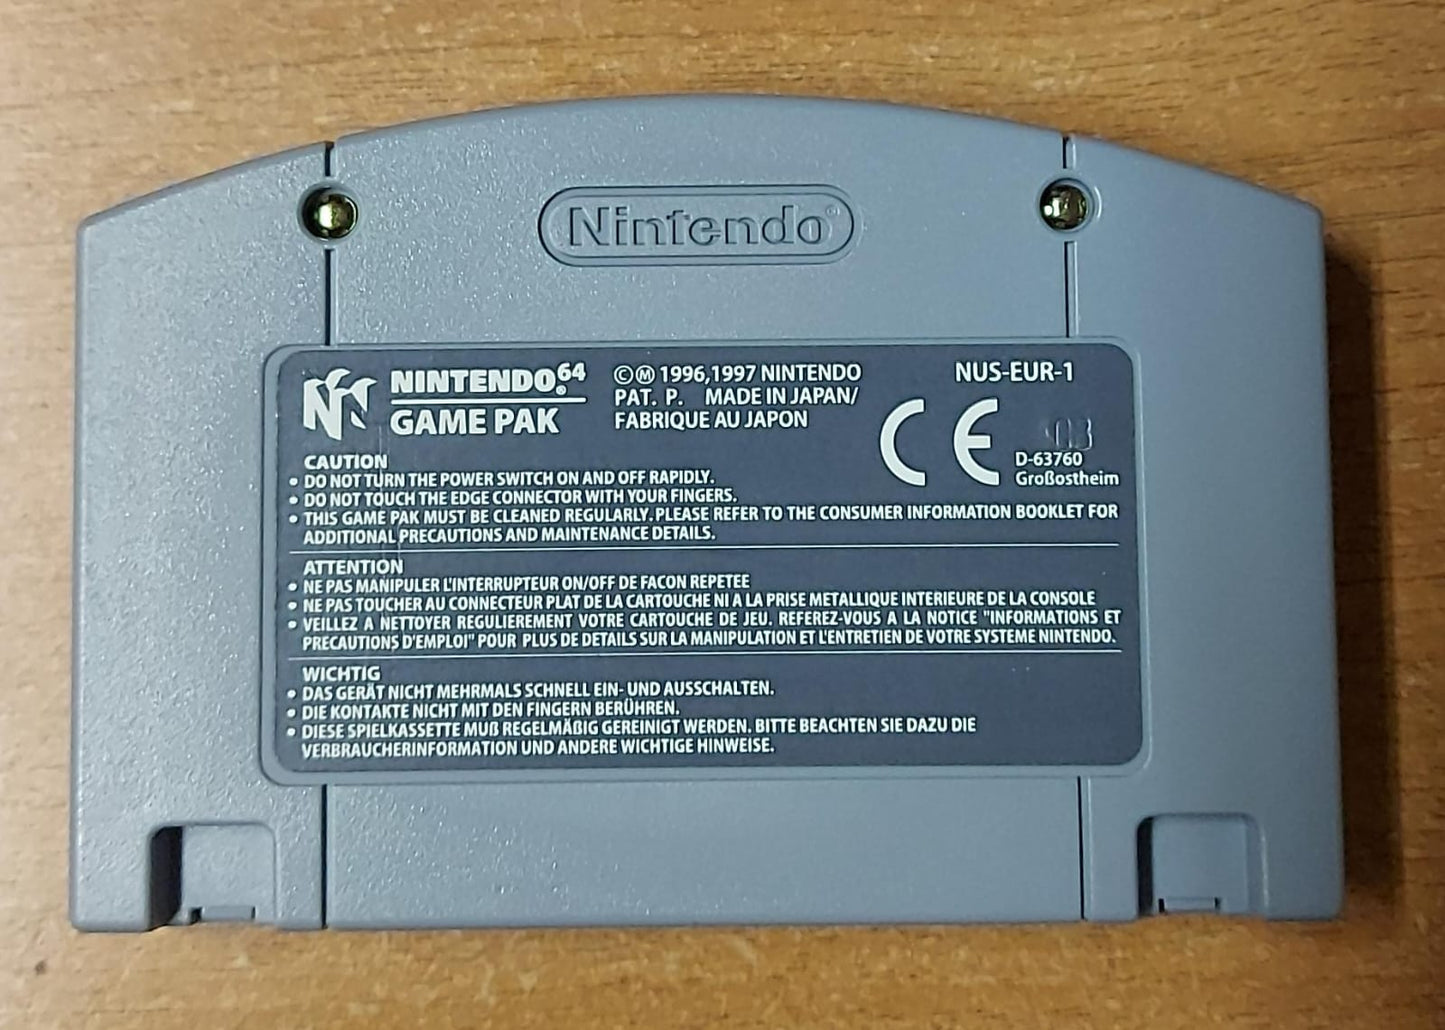 Nintendo®
NINTENDO®64
GAME PAK
©Ⓜ 1996,1997 NINTENDO
PAT. P. MADE IN JAPAN/
FABRIQUE AU JAPON
NUS-EUR-1
CE
03
D-63760
Großostheim
CAUTION
• DO NOT TURN THE POWER SWITCH ON AND OFF RAPIDLY.
• DO NOT TOUCH THE EDGE CONNECTOR WITH YOUR FINGERS.
• THIS GAME PAK MUST BE CLEANED REGULARLY. PLEASE REFER TO THE CONSUMER INFORMATION BOOKLET FOR
ADDITIONAL PRECAUTIONS AND MAINTENANCE DETAILS.
ATTENTION
• NE PAS MANIPULER L'INTERRUPTEUR ON/OFF DE FACON REPETEE
• NE PAS TOUCHER AU CONNECTEUR PLAT DE LA CARTOUCHE NI A LA PRISE METALLIQUE INTERIEURE DE LA CONSOLE
• VEILLEZ A NETTOYER REGULIEREMENT VOTRE CARTOUCHE DE JEU. REFEREZ-VOUS A LA NOTICE "INFORMATIONS ET
PRECAUTIONS D'EMPLOI" POUR PLUS DE DETAILS SUR LA MANIPULATION ET L'ENTRETIEN DE VOTRE SYSTEME NINTENDO.
WICHTIG
• DAS GERÄT NICHT MEHRMALS SCHNELL EIN- UND AUSSCHALTEN.
• DIE KONTAKTE NICHT MIT DEN FINGERN BERÜHREN.
• DIESE SPIELKASSETTE MUß REGELMÄßIG GEREINIGT WERDEN. BITTE BEACHTEN SIE DAZU DIE
VERBRAUCHERINFORMATION UND ANDERE WICHTIGE HINWEISE.